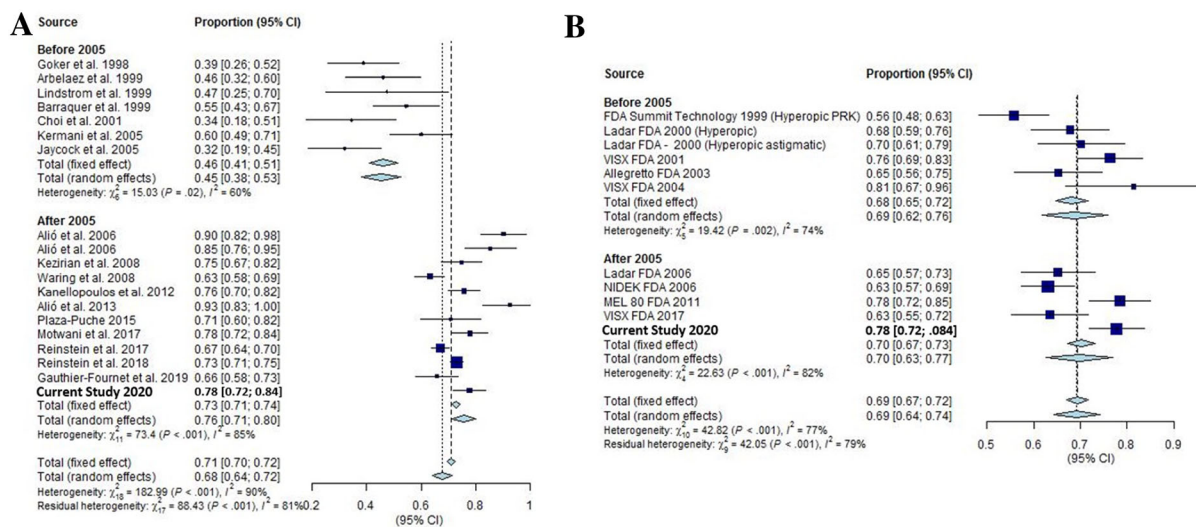 A
Source Proportion (95% CI)
Before 2005
Goker et al. 1998 0.39 [0.26; 0.52]
Arbelaez et al. 1999 0.46 [0.32; 0.60]
Lindstrom et al. 1999 0.47 [0.25; 0.70]
Barraquer et al. 1999 0.55 [0.43; 0.67]
Choi et al. 2001 0.34 [0.18; 0.51]
Kermani et al. 2005 0.60 [0.49; 0.71]
Jaycock et al. 2005 0.32 [0.19; 0.45]
Total (fixed effect) 0.46 [0.41; 0.51]
Total (random effects) 0.45 [0.38; 0.53]
Heterogeneity: χ²₆ = 15.03 (P = .02), I² = 60%
After 2005
Alió et al. 2006 0.90 [0.82; 0.98]
Alió et al. 2006 0.85 [0.76; 0.95]
Kezirian et al. 2008 0.75 [0.67; 0.82]
Waring et al. 2008 0.63 [0.58; 0.69]
Kanellopoulos et al. 2012 0.76 [0.70; 0.82]
Alió et al. 2013 0.93 [0.83; 1.00]
Plaza-Puche 2015 0.71 [0.60; 0.82]
Motwani et al. 2017 0.78 [0.72; 0.84]
Reinstein et al. 2017 0.67 [0.64; 0.70]
Reinstein et al. 2018 0.73 [0.71; 0.75]
Gauthier-Fournet et al. 2019 0.66 [0.58; 0.73]
Current Study 2020 0.78 [0.72; 0.84]
Total (fixed effect) 0.73 [0.71; 0.74]
Total (random effects) 0.76 [0.71; 0.80]
Heterogeneity: χ²₁₁ = 73.4 (P < .001), I² = 85%
Total (fixed effect) 0.71 [0.70; 0.72]
Total (random effects) 0.68 [0.64; 0.72]
Heterogeneity: χ²₁₈ = 182.99 (P < .001), I² = 90%
Residual heterogeneity: χ²₁₇ = 88.43 (P < .001), I² = 81%
0.2 0.4 0.6 0.8 1
(95% CI)
B
Source Proportion (95% CI)
Before 2005
FDA Summit Technology 1999 (Hyperopic PRK) 0.56 [0.48; 0.63]
Ladar FDA 2000 (Hyperopic) 0.68 [0.59; 0.76]
Ladar FDA - 2000 (Hyperopic astigmatic) 0.70 [0.61; 0.79]
VISX FDA 2001 0.76 [0.69; 0.83]
Allegretto FDA 2003 0.65 [0.56; 0.75]
VISX FDA 2004 0.81 [0.67; 0.96]
Total (fixed effect) 0.68 [0.65; 0.72]
Total (random effects) 0.69 [0.62; 0.76]
Heterogeneity: χ²₅ = 19.42 (P = .002), I² = 74%
After 2005
Ladar FDA 2006 0.65 [0.57; 0.73]
NIDEK FDA 2006 0.63 [0.57; 0.69]
MEL 80 FDA 2011 0.78 [0.72; 0.85]
VISX FDA 2017 0.63 [0.55; 0.72]
Current Study 2020 0.78 [0.72; .084]
Total (fixed effect) 0.70 [0.67; 0.73]
Total (random effects) 0.70 [0.63; 0.77]
Heterogeneity: χ²₄ = 22.63 (P < .001), I² = 82%
Total (fixed effect) 0.69 [0.67; 0.72]
Total (random effects) 0.69 [0.64; 0.74]
Heterogeneity: χ²₁₀ = 42.82 (P < .001), I² = 77%
Residual heterogeneity: χ²₉ = 42.05 (P < .001), I² = 79%
0.5 0.6 0.7 0.8 0.9
(95% CI)